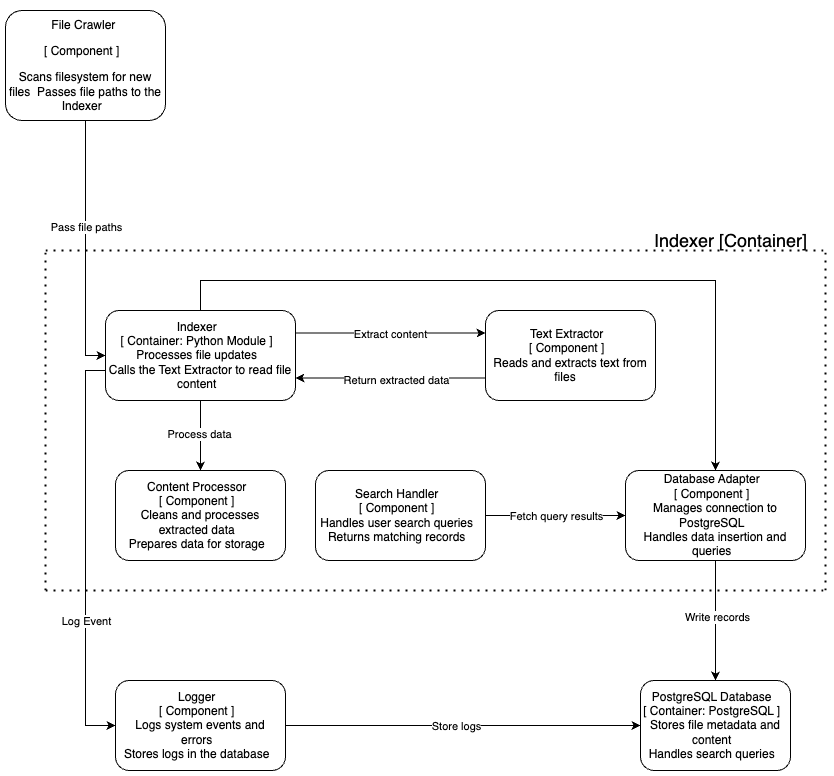 File Crawler
[ Component ]
Scans filesystem for new
files  Passes file paths to the
Indexer
Pass file paths
Indexer [Container]
Indexer
[ Container: Python Module ]
Processes file updates
Calls the Text Extractor to read file
content
Extract content
Return extracted data
Text Extractor
[ Component ]
Reads and extracts text from
files
Process data
Content Processor
[ Component ]
Cleans and processes
extracted data
Prepares data for storage
Search Handler
[ Component ]
Handles user search queries
Returns matching records
Fetch query results
Database Adapter
[ Component ]
Manages connection to
PostgreSQL
Handles data insertion and
queries
Log Event
Write records
Logger
[ Component ]
Logs system events and
errors
Stores logs in the database
Store logs
PostgreSQL Database
[ Container: PostgreSQL ]
Stores file metadata and
content
Handles search queries